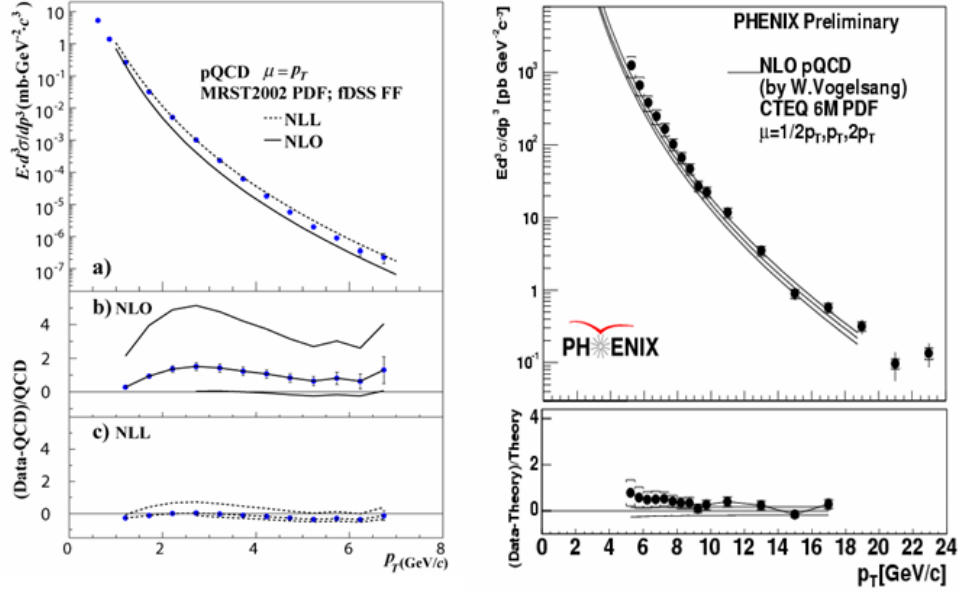 E·d³σ/dp³(mb·GeV⁻²·c³)
10
1
10⁻¹
10⁻²
10⁻³
10⁻⁴
10⁻⁵
10⁻⁶
10⁻⁷
pQCD μ=p_T
MRST2002 PDF; fDSS FF
NLL
NLO
a)
(Data-QCD)/QCD
b) NLO
4
2
0
c) NLL
4
2
0
0 2 4 6 8
p_T(GeV/c)
Ed³σ/dp³ [pb GeV⁻²c⁻²]
10³
10²
10
1
10⁻¹
PHENIX Preliminary
NLO pQCD
(by W.Vogelsang)
CTEQ 6M PDF
μ=1/2p_T,p_T,2p_T
PHENIX
(Data-Theory)/Theory
4
2
0
0 2 4 6 8 10 12 14 16 18 20 22 24
p_T[GeV/c]